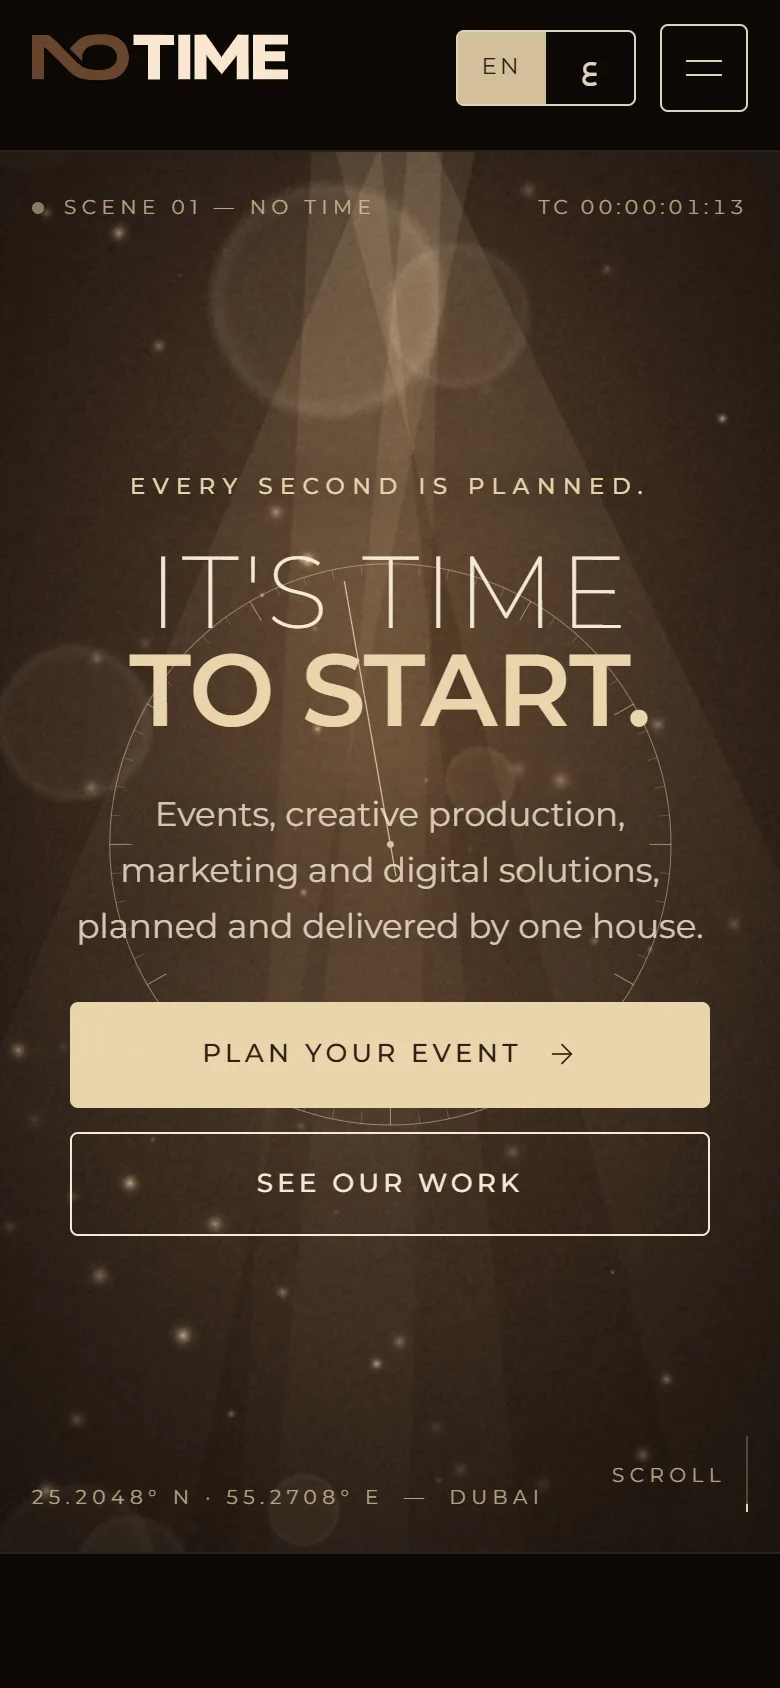 NO TIME
EN
ع
SCENE 01 — NO TIME
TC 00:00:01:13
EVERY SECOND IS PLANNED.
IT'S TIME
TO START.
Events, creative production,
marketing and digital solutions,
planned and delivered by one house.
PLAN YOUR EVENT →
SEE OUR WORK
SCROLL
25.2048° N · 55.2708° E — DUBAI